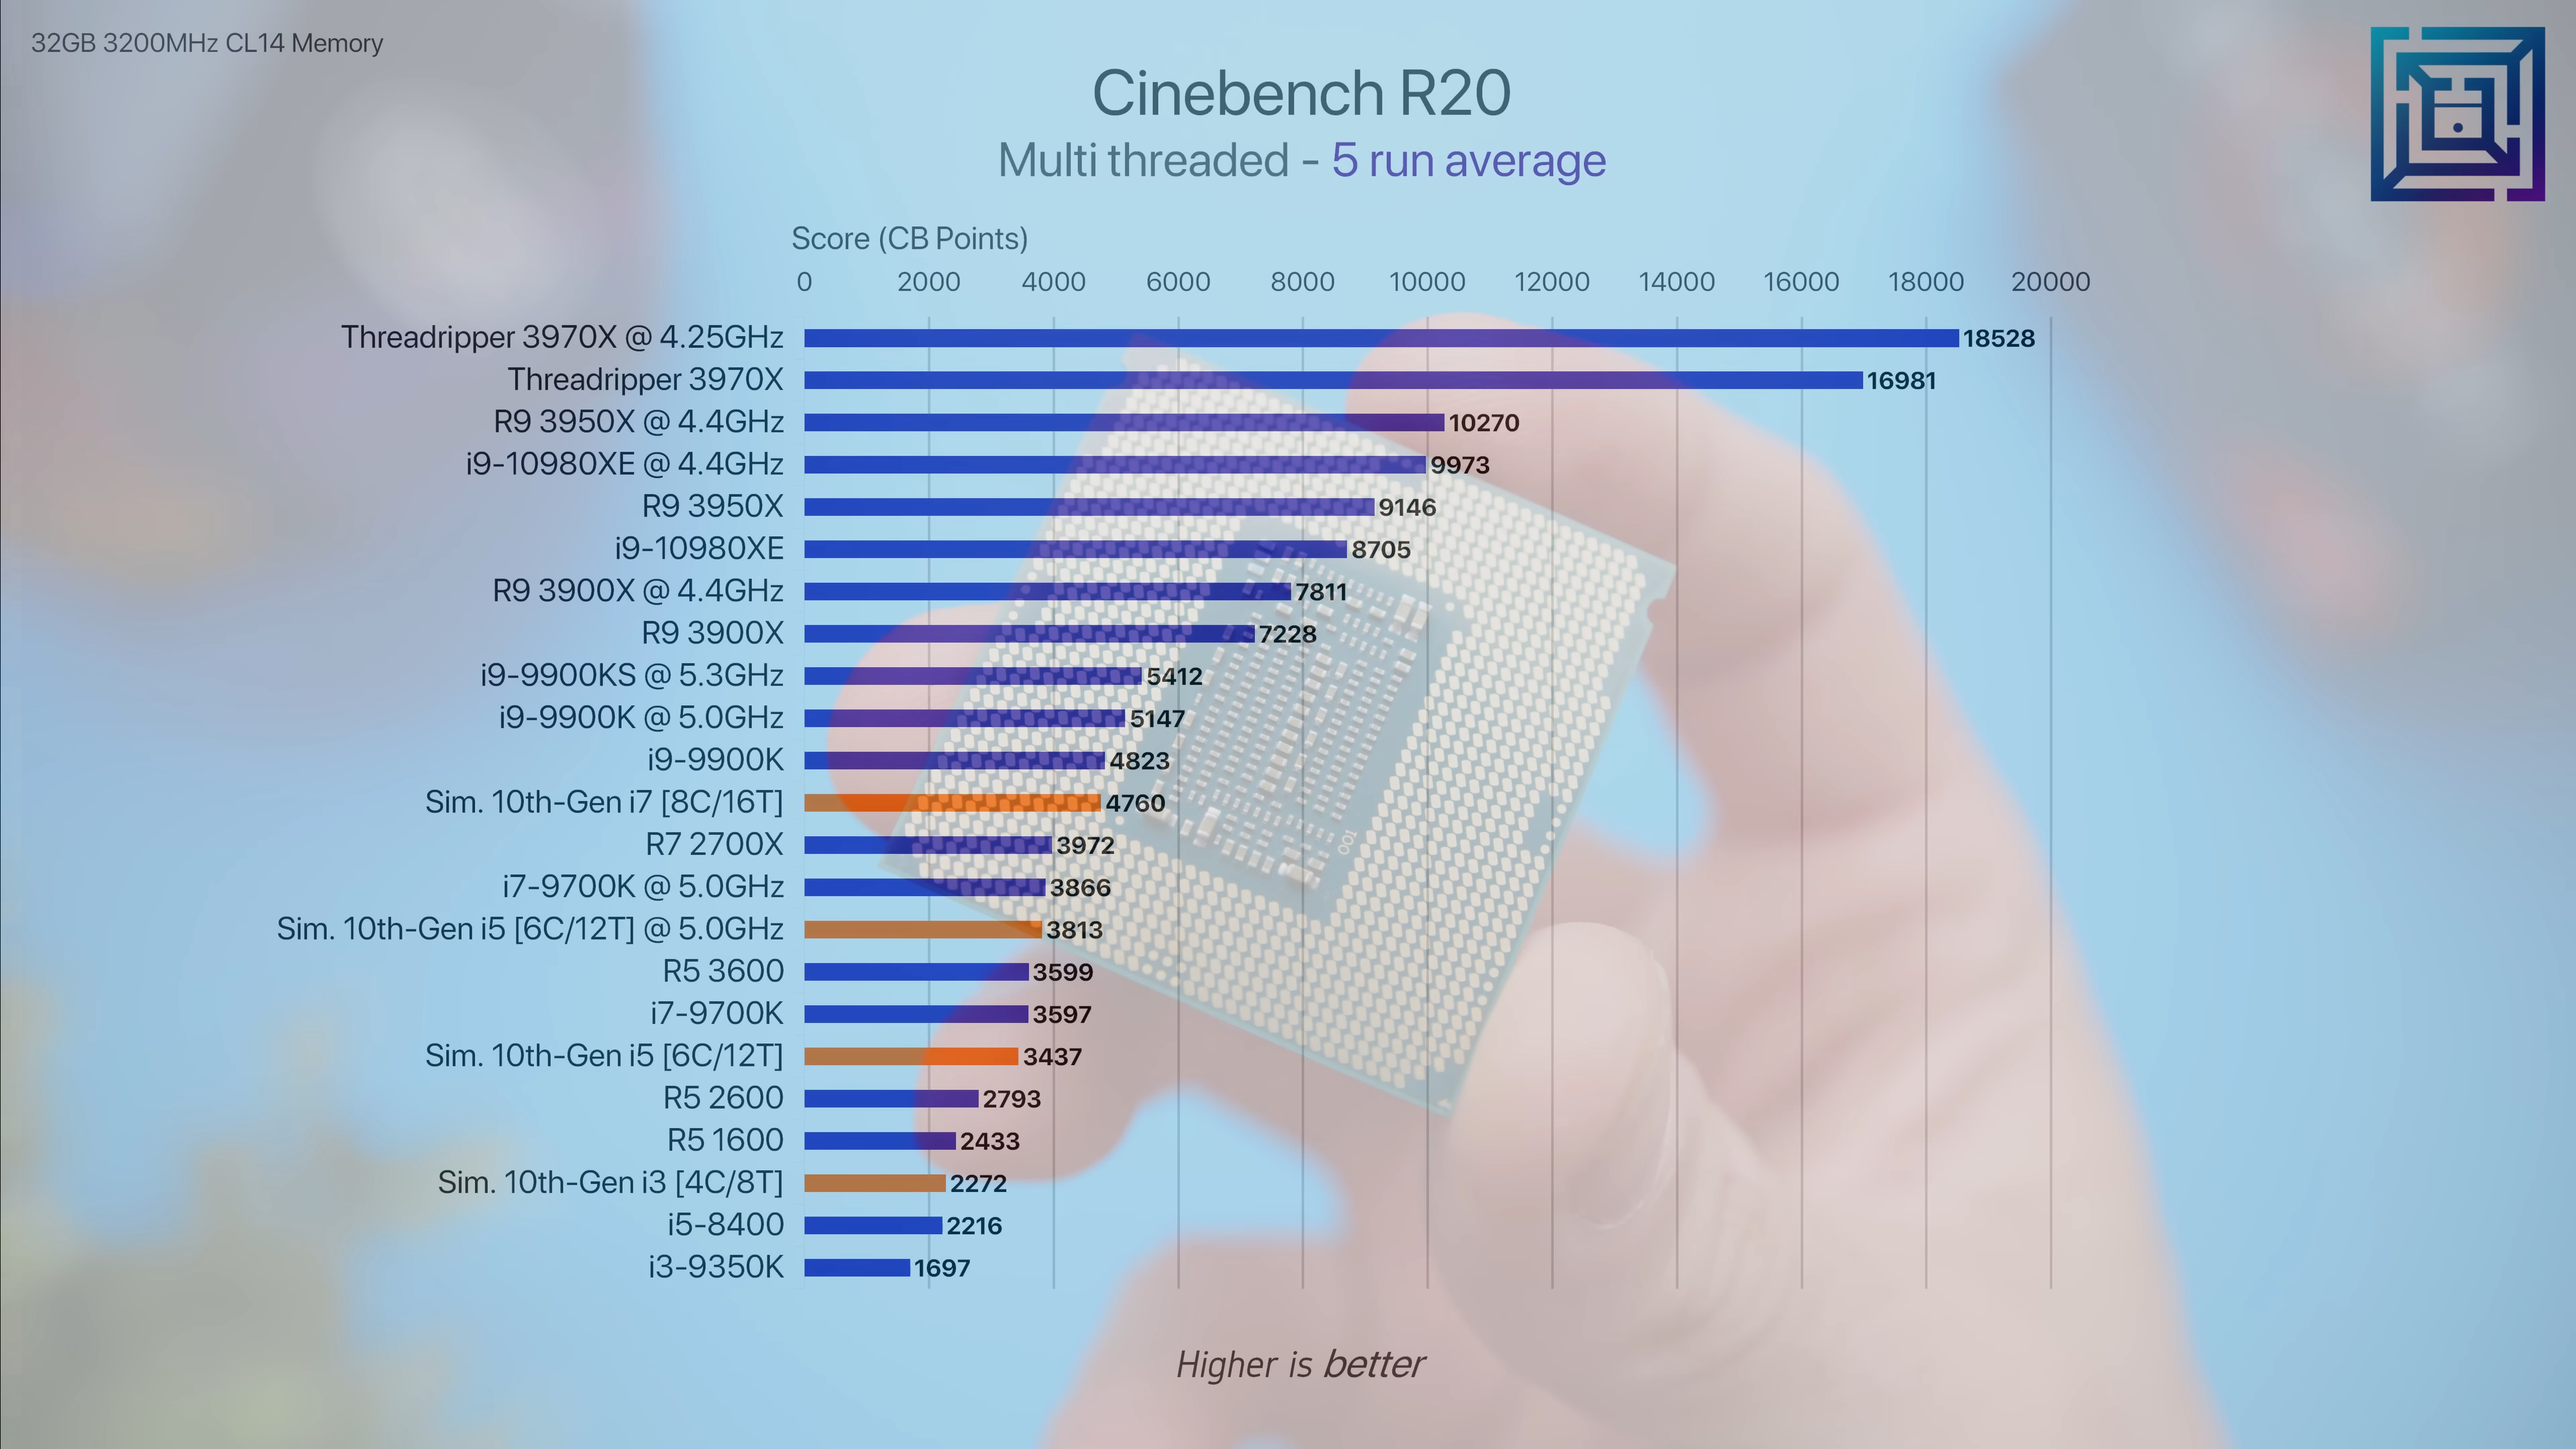 32GB 3200MHz CL14 Memory
Cinebench R20
Multi threaded - 5 run average
Score (CB Points)
0 2000 4000 6000 8000 10000 12000 14000 16000 18000 20000
Threadripper 3970X @ 4.25GHz 18528
Threadripper 3970X 16981
R9 3950X @ 4.4GHz 10270
i9-10980XE @ 4.4GHz 9973
R9 3950X 9146
i9-10980XE 8705
R9 3900X @ 4.4GHz 7811
R9 3900X 7228
i9-9900KS @ 5.3GHz 5412
i9-9900K @ 5.0GHz 5147
i9-9900K 4823
Sim. 10th-Gen i7 [8C/16T] 4760
R7 2700X 3972
i7-9700K @ 5.0GHz 3866
Sim. 10th-Gen i5 [6C/12T] @ 5.0GHz 3813
R5 3600 3599
i7-9700K 3597
Sim. 10th-Gen i5 [6C/12T] 3437
R5 2600 2793
R5 1600 2433
Sim. 10th-Gen i3 [4C/8T] 2272
i5-8400 2216
i3-9350K 1697
Higher is better